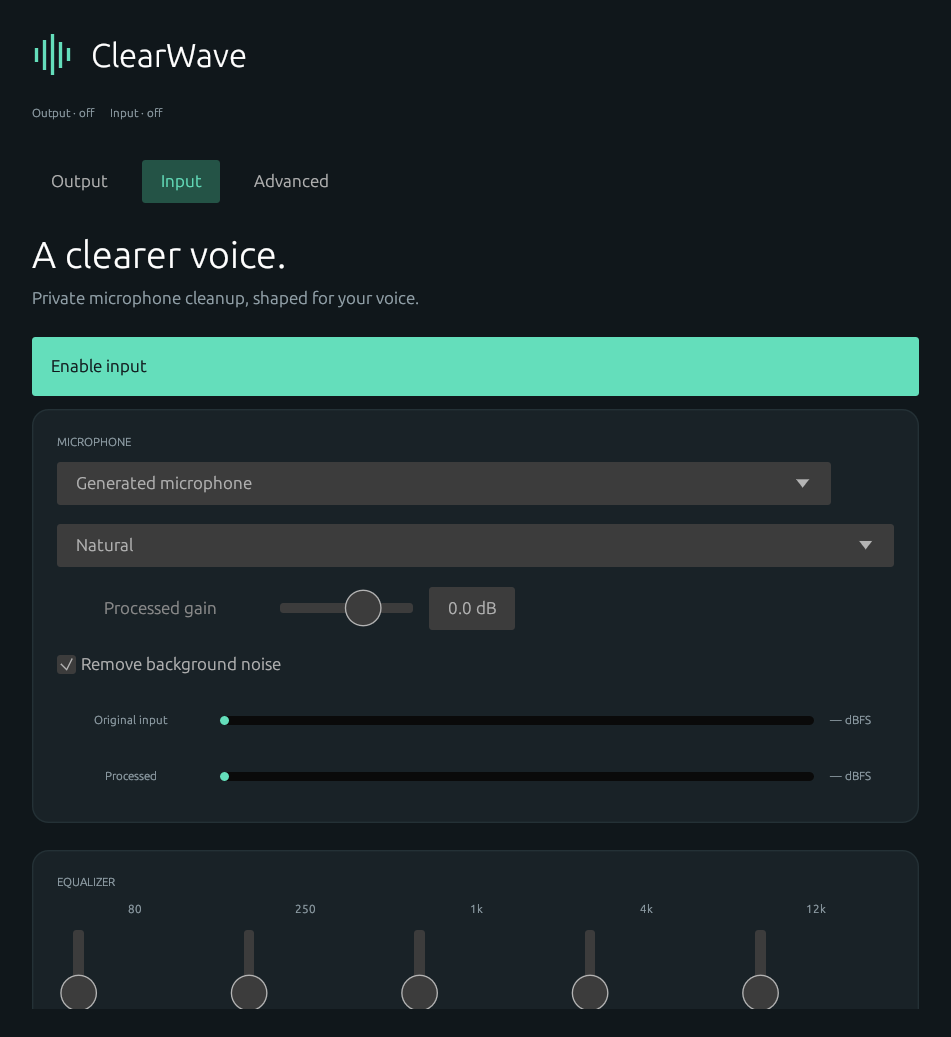 ClearWave
Output · off Input · off
Output Input Advanced
A clearer voice.
Private microphone cleanup, shaped for your voice.
Enable input
MICROPHONE
Generated microphone
Natural
Processed gain 0.0 dB
Remove background noise
Original input — dBFS
Processed — dBFS
EQUALIZER
80 250 1k 4k 12k